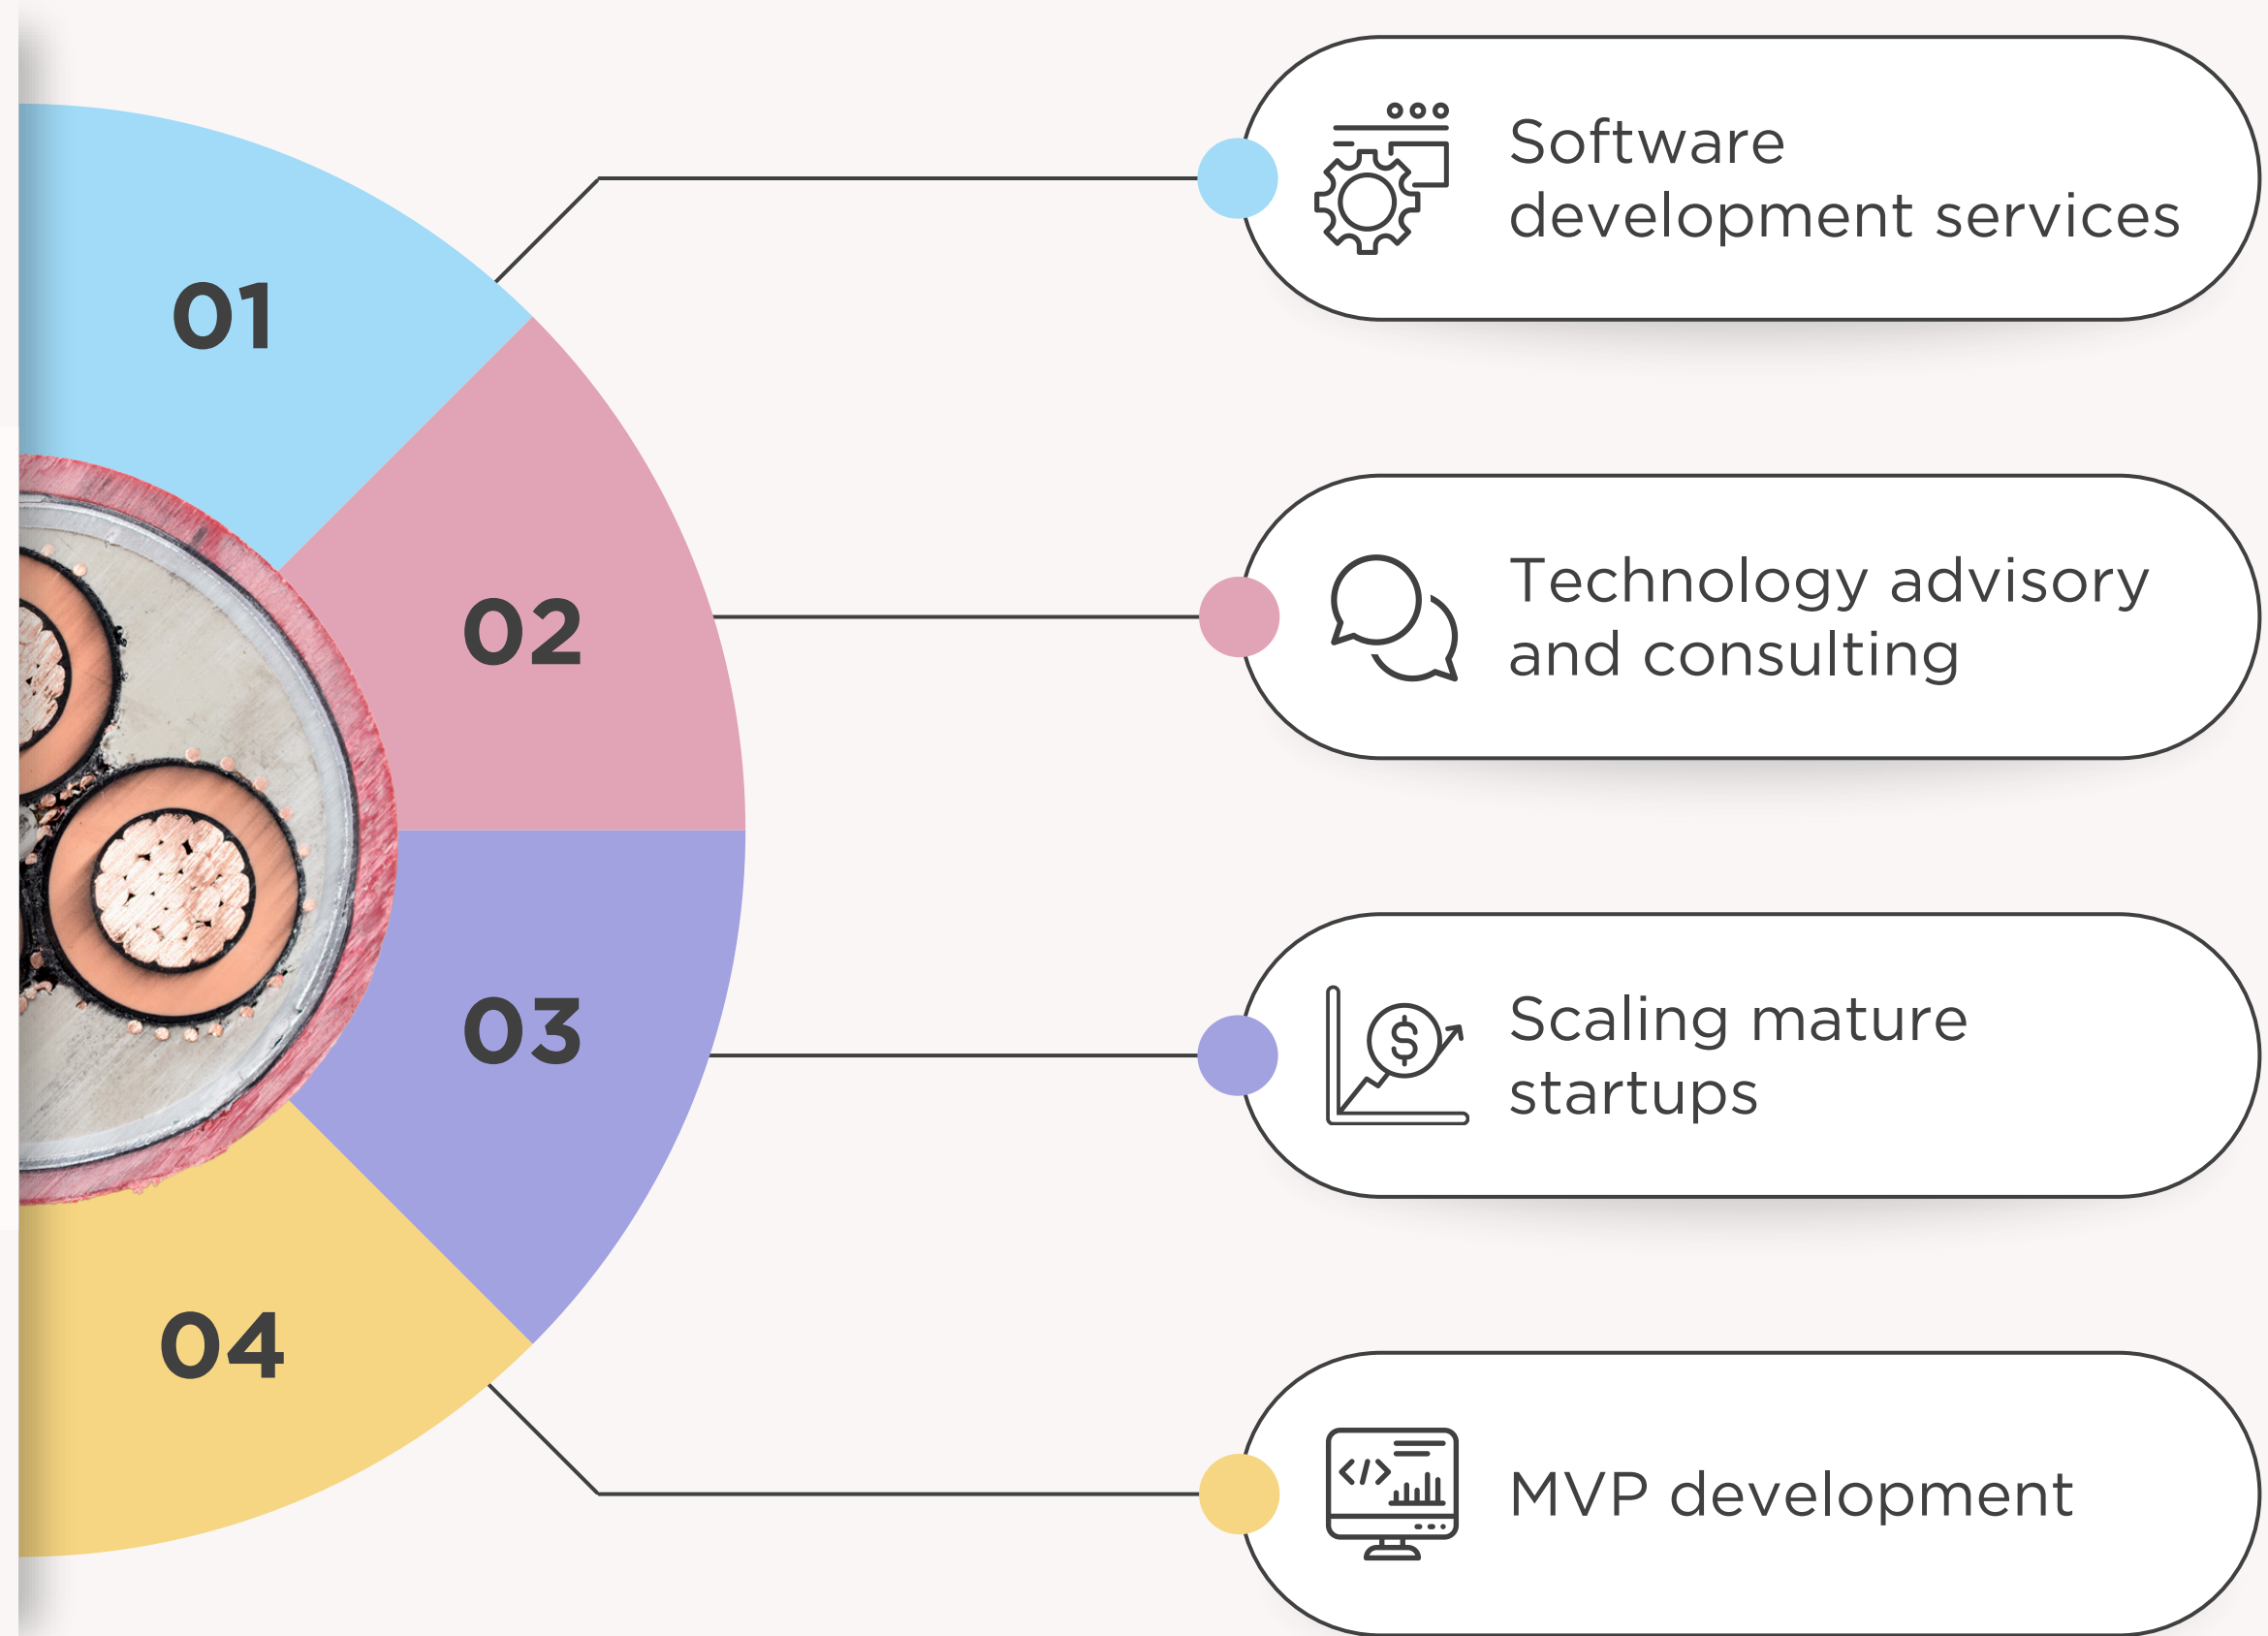 01
Software
development services
02
Technology advisory
and consulting
03
Scaling mature
startups
04
MVP development